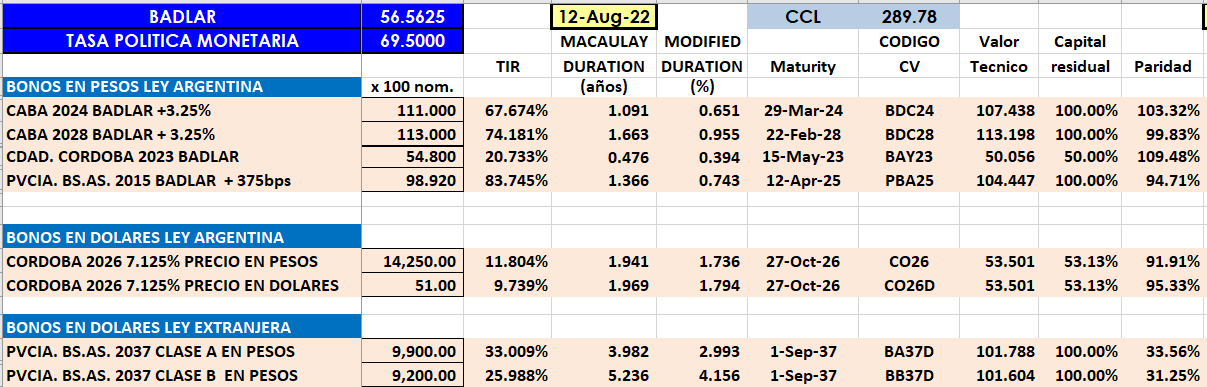 BADLAR 56.5625 12-Aug-22 CCL 289.78
TASA POLITICA MONETARIA 69.5000 MACAULAY MODIFIED CODIGO Valor Capital
TIR DURATION DURATION Maturity CV Tecnico residual Paridad
BONOS EN PESOS LEY ARGENTINA x 100 nom. (años) (%)
CABA 2024 BADLAR +3.25% 111.000 67.674% 1.091 0.651 29-Mar-24 BDC24 107.438 100.00% 103.32%
CABA 2028 BADLAR + 3.25% 113.000 74.181% 1.663 0.955 22-Feb-28 BDC28 113.198 100.00% 99.83%
CDAD. CORDOBA 2023 BADLAR 54.800 20.733% 0.476 0.394 15-May-23 BAY23 50.056 50.00% 109.48%
PVCIA. BS.AS. 2015 BADLAR + 375bps 98.920 83.745% 1.366 0.743 12-Apr-25 PBA25 104.447 100.00% 94.71%
BONOS EN DOLARES LEY ARGENTINA
CORDOBA 2026 7.125% PRECIO EN PESOS 14,250.00 11.804% 1.941 1.736 27-Oct-26 CO26 53.501 53.13% 91.91%
CORDOBA 2026 7.125% PRECIO EN DOLARES 51.00 9.739% 1.969 1.794 27-Oct-26 CO26D 53.501 53.13% 95.33%
BONOS EN DOLARES LEY EXTRANJERA
PVCIA. BS.AS. 2037 CLASE A EN PESOS 9,900.00 33.009% 3.982 2.993 1-Sep-37 BA37D 101.788 100.00% 33.56%
PVCIA. BS.AS. 2037 CLASE B EN PESOS 9,200.00 25.988% 5.236 4.156 1-Sep-37 BB37D 101.604 100.00% 31.25%